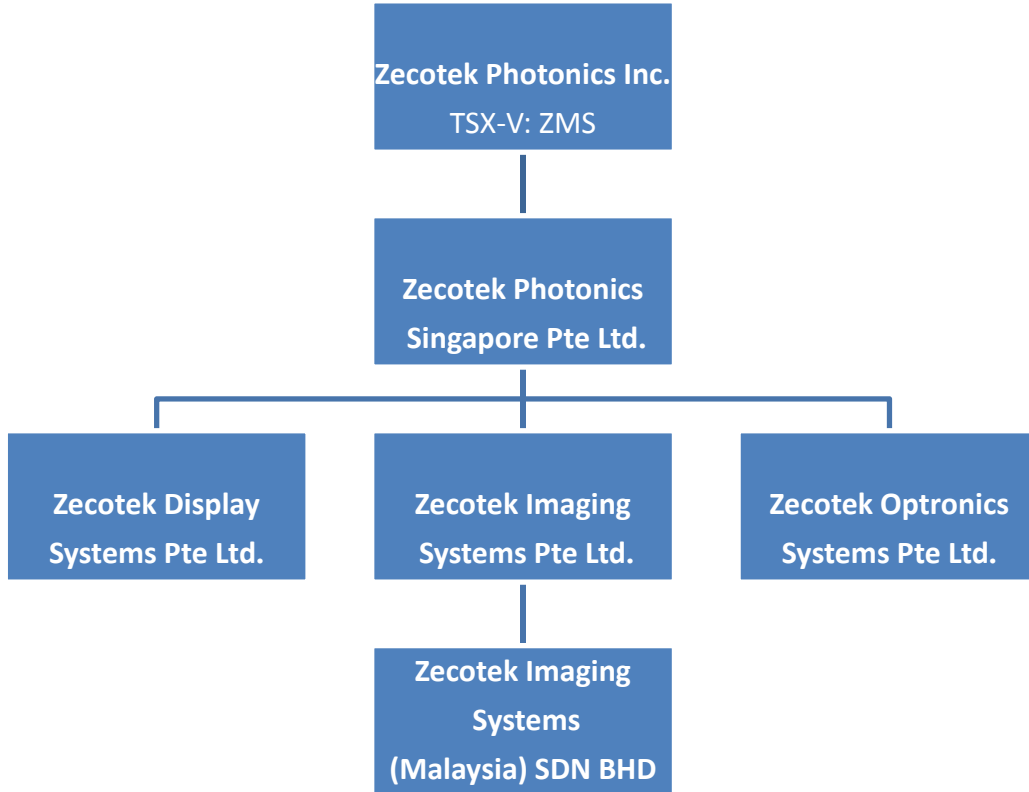 Zecotek Photonics Inc.
TSX-V: ZMS
Zecotek Photonics
Singapore Pte Ltd.
Zecotek Display
Systems Pte Ltd.
Zecotek Imaging
Systems Pte Ltd.
Zecotek Optronics
Systems Pte Ltd.
Zecotek Imaging
Systems
(Malaysia) SDN BHD